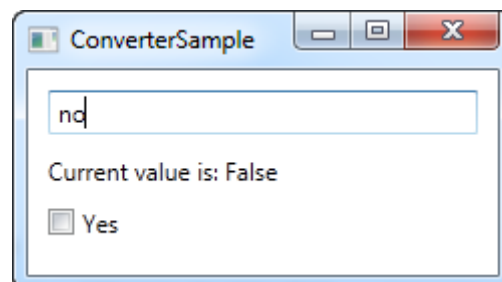 ConverterSample
no
Current value is: False
Yes